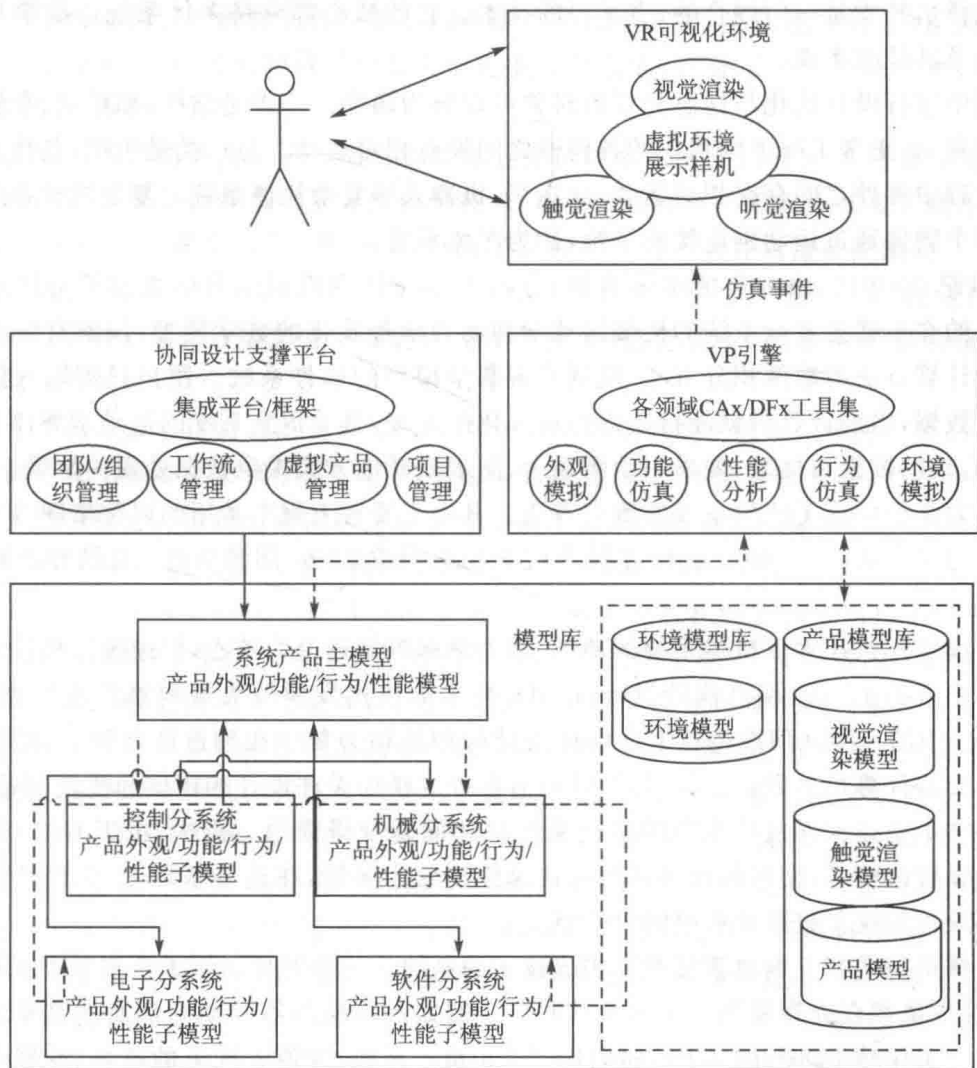 VR可视化环境
视觉渲染
虚拟环境
展示样机
触觉渲染
听觉渲染
仿真事件
协同设计支撑平台
集成平台/框架
团队/组
织管理
工作流
管理
虚拟产品
管理
项目
管理
VP引擎
各领域CAx/DFx工具集
外观
模拟
功能
仿真
性能
分析
行为
仿真
环境
模拟
系统产品主模型
产品外观/功能/行为/性能模型
模型库
环境模型库
环境模型
产品模型库
视觉渲
染模型
触觉渲
染模型
产品模型
控制分系统
产品外观/功能/行为/
性能子模型
机械分系统
产品外观/功能/行为/
性能子模型
电子分系统
产品外观/功能/行为/
性能子模型
软件分系统
产品外观/功能/行为/
性能子模型